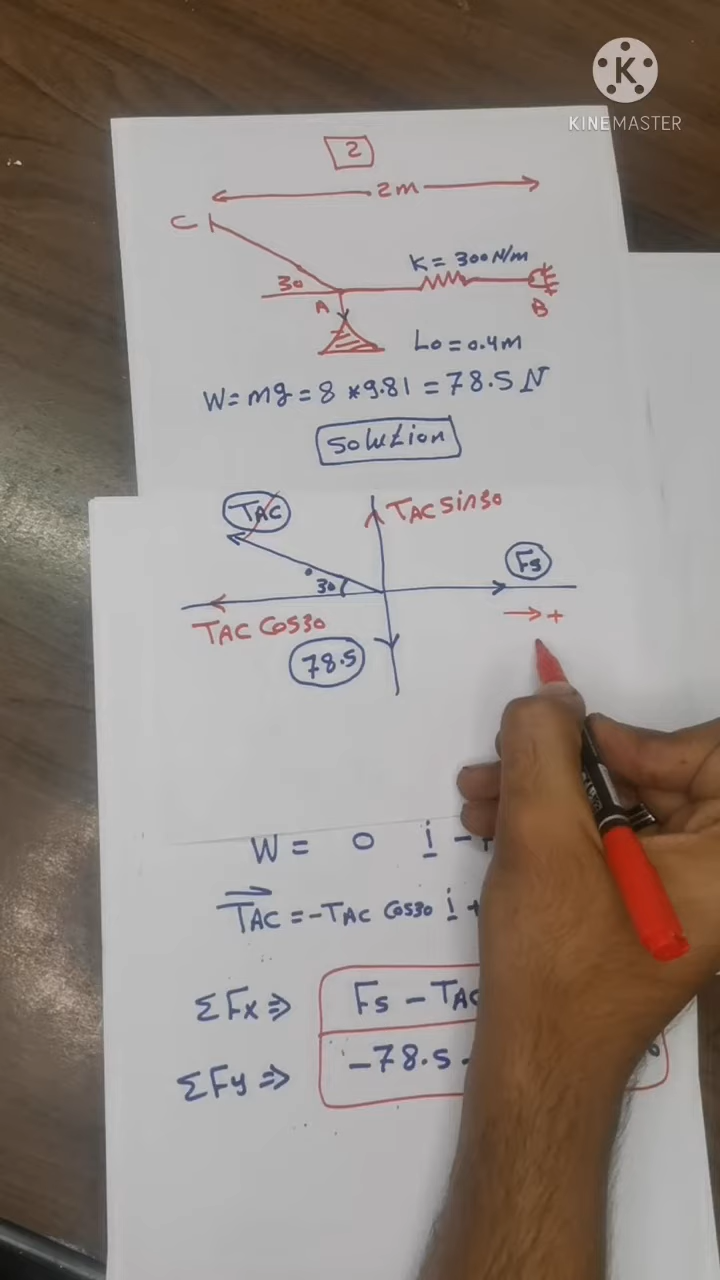 K
KINEMASTER
2
2m
C
K = 300 N/m
30
A
B
Lo = 0.4m
W = mg = 8 * 9.81 = 78.5 N
Solution
TAC
TAC sin30
Fs
30
→ +
TAC Cos30
78.5
W = 0 i -
TAC = -TAC Cos30 i +
ΣFx ⇒ Fs - TAC
ΣFy ⇒ -78.5